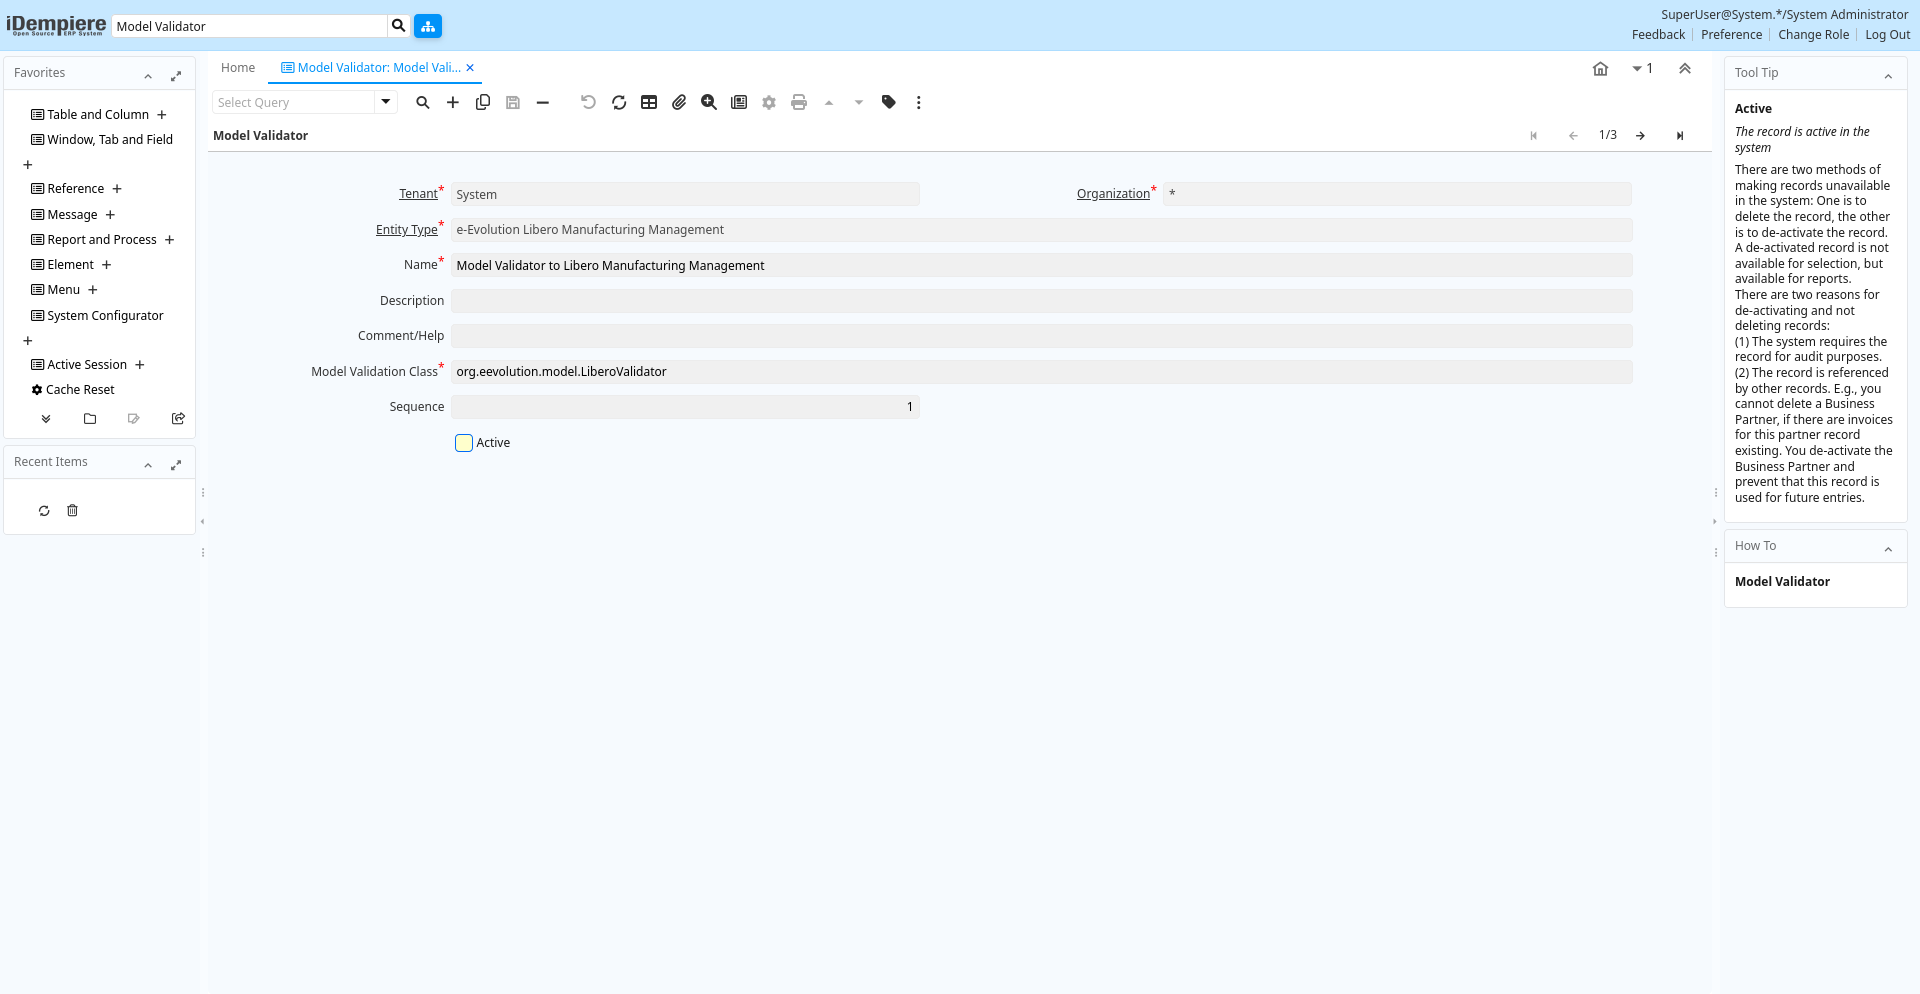 iDempiere
Open Source ERP System
Model Validator
SuperUser@System.*/System Administrator
Feedback
Preference
Change Role
Log Out
Favorites
Table and Column
Window, Tab and Field
Reference
Message
Report and Process
Element
Menu
System Configurator
Active Session
Cache Reset
Recent Items
Home
Model Validator: Model Vali...
1
Select Query
Model Validator
1/3
Tenant*
System
Organization*
*
Entity Type*
e-Evolution Libero Manufacturing Management
Name*
Model Validator to Libero Manufacturing Management
Description
Comment/Help
Model Validation Class*
org.eevolution.model.LiberoValidator
Sequence
1
Active
Tool Tip
Active
The record is active in the
system
There are two methods of
making records unavailable
in the system: One is to
delete the record, the other
is to de-activate the record.
A de-activated record is not
available for selection, but
available for reports.
There are two reasons for
de-activating and not
deleting records:
(1) The system requires the
record for audit purposes.
(2) The record is referenced
by other records. E.g., you
cannot delete a Business
Partner, if there are invoices
for this partner record
existing. You de-activate the
Business Partner and
prevent that this record is
used for future entries.
How To
Model Validator